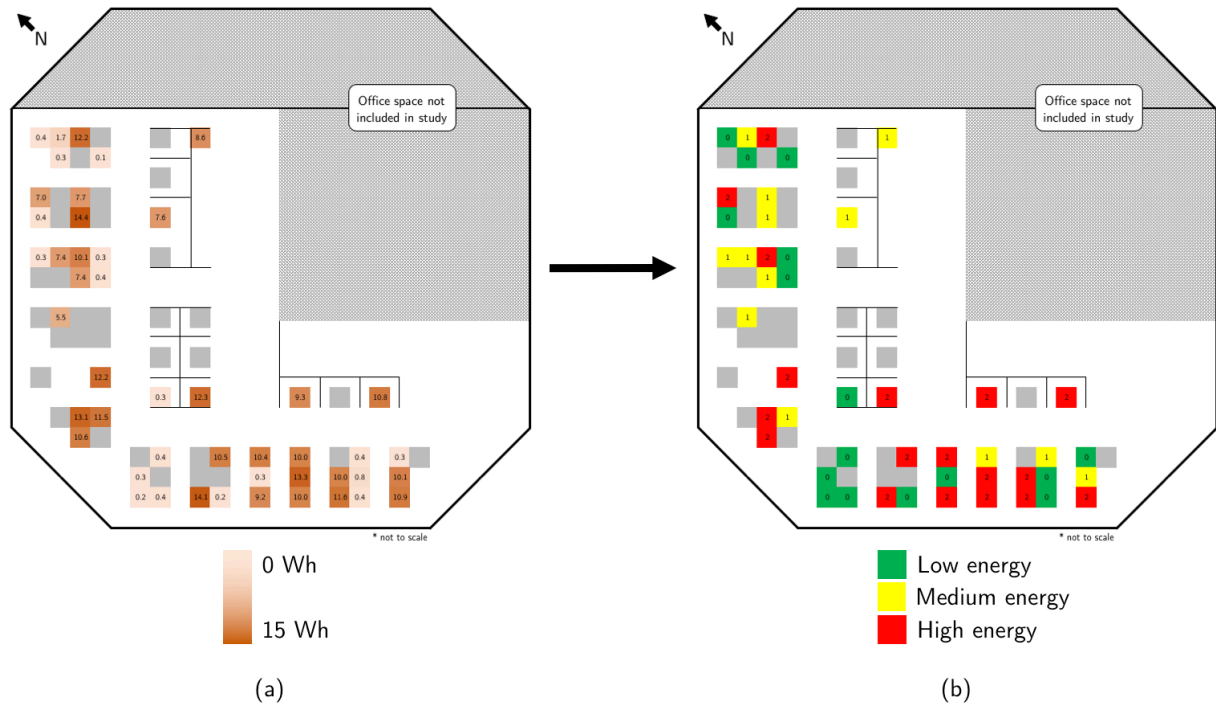 N
N
Office space not
included in study
Office space not
included in study
0.4 1.7 12.2
0.3 0.1
8.6
7.0 7.7
0.4 14.4
7.6
0.3 7.4 10.1 0.3
7.4 0.4
5.5
12.2
0.3 12.3
9.3 10.8
13.1 11.5
10.6
0.4 10.5 10.4 10.0 0.4 0.3
0.3 0.3 13.3 10.0 0.8 10.1
0.2 0.4 14.1 0.2 9.2 10.0 11.6 0.4 10.9
* not to scale
0 Wh
15 Wh
(a)
0 1 2
0 0
1
2 1
0 1
1
1 1 2 0
1 0
1
2
0 2
2 2
2 1
2
0 2 2 1 1 0
0 0 2 2 0 1
0 0 2 0 2 2 2 0 2
* not to scale
Low energy
Medium energy
High energy
(b)